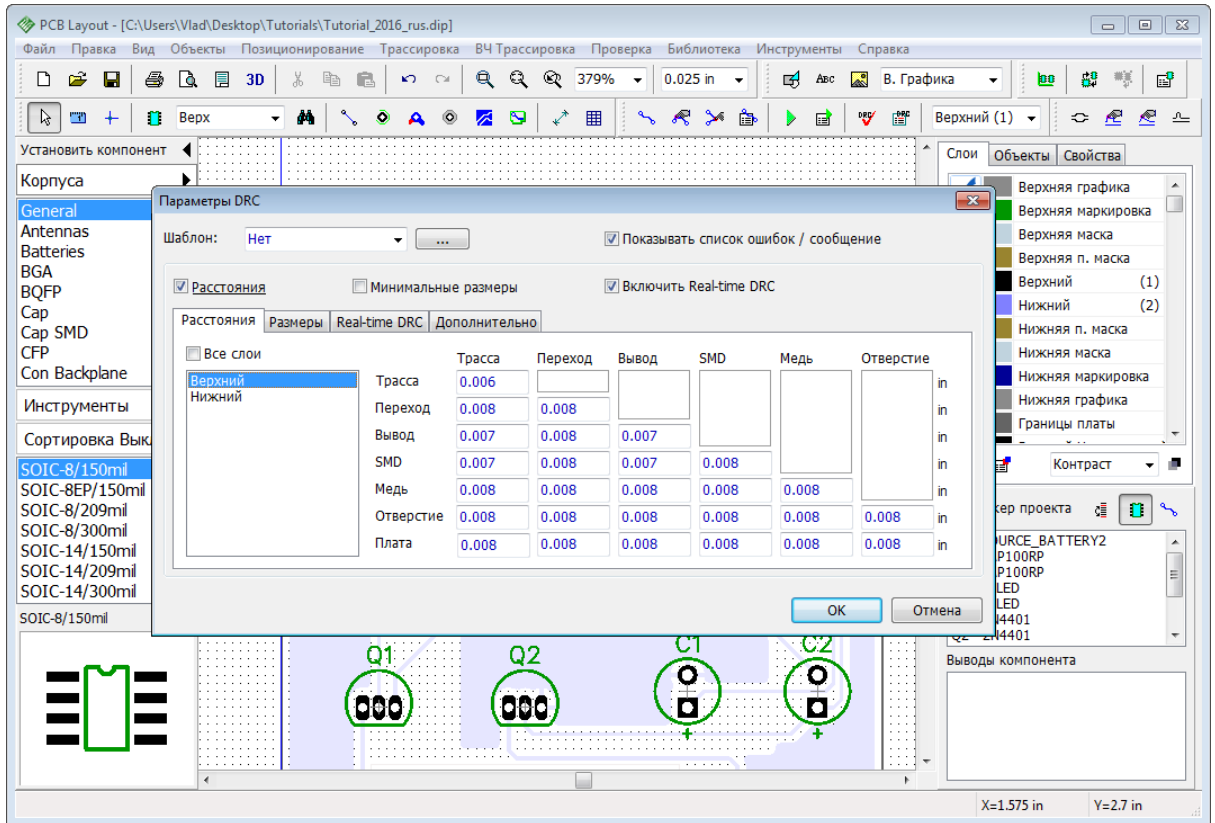 PCB Layout - [C:\Users\Vlad\Desktop\Tutorials\Tutorial_2016_rus.dip]
Файл Правка Вид Объекты Позиционирование Трассировка ВЧ Трассировка Проверка Библиотека Инструменты Справка
3D 379% 0.025 in ABC В. Графика
Верх DRC DRC Верхний (1)
Установить компонент
Корпуса
General
Antennas
Batteries
BGA
BQFP
Cap
Cap SMD
CFP
Con Backplane
Инструменты
Сортировка
SOIC-8/150mil
SOIC-8EP/150mil
SOIC-8/209mil
SOIC-8/300mil
SOIC-14/150mil
SOIC-14/209mil
SOIC-14/300mil
SOIC-8/150mil
Параметры DRC
Шаблон: Нет ... Показывать список ошибок / сообщение
Расстояния Минимальные размеры Включить Real-time DRC
Расстояния Размеры Real-time DRC Дополнительно
Все слои
Верхний
Нижний
Трасса Переход Вывод SMD Медь Отверстие
Трасса 0.006 in
Переход 0.008 0.008 in
Вывод 0.007 0.008 0.007 in
SMD 0.007 0.008 0.007 0.008 in
Медь 0.008 0.008 0.008 0.008 0.008 in
Отверстие 0.008 0.008 0.008 0.008 0.008 0.008 in
Плата 0.008 0.008 0.008 0.008 0.008 0.008 in
OK Отмена
Q1 Q2 C1 C2
+ +
Слои Объекты Свойства
Верхняя графика
Верхняя маркировка
Верхняя маска
Верхняя п. маска
Верхний (1)
Нижний (2)
Нижняя п. маска
Нижняя маска
Нижняя маркировка
Нижняя графика
Границы платы
Контраст
проекта
BATTERY2
LED
LED
Q2 2N4401
Выводы компонента
X=1.575 in Y=2.7 in